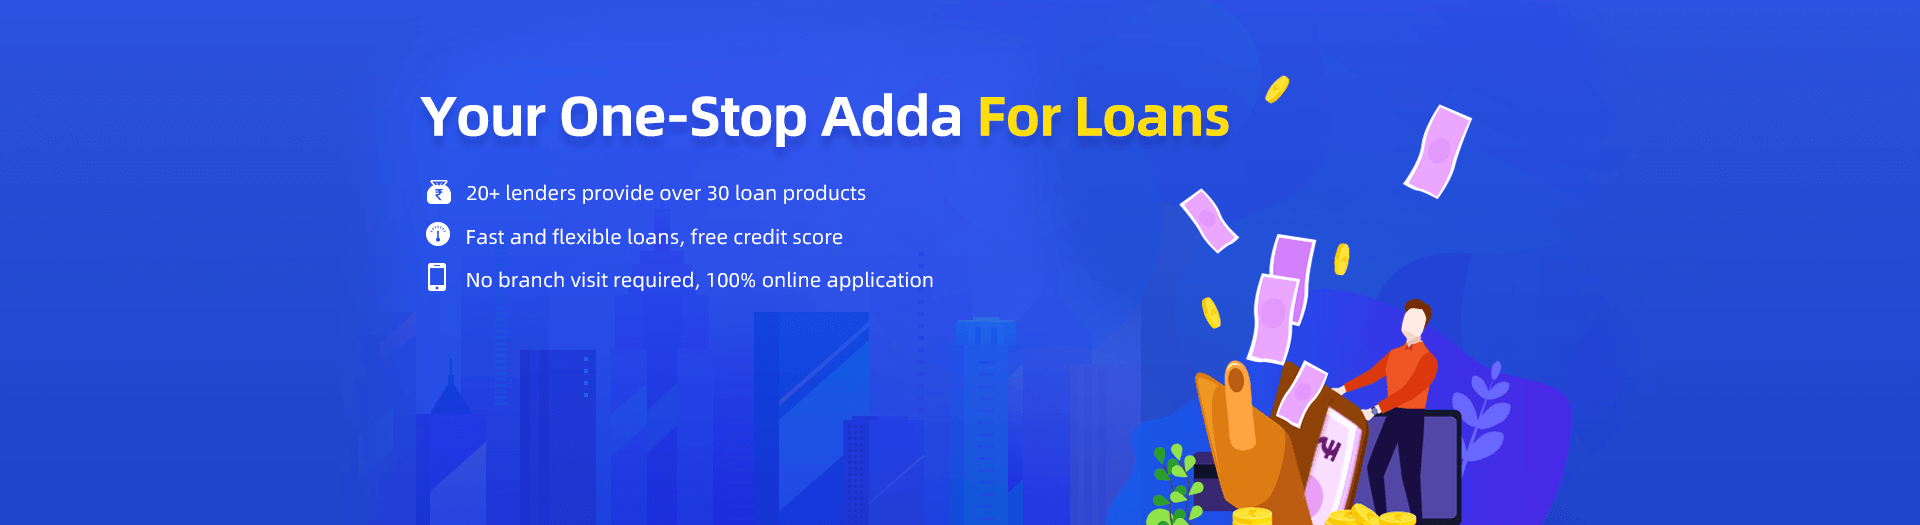 Your One-Stop Adda For Loans
20+ lenders provide over 30 loan products
Fast and flexible loans, free credit score
No branch visit required, 100% online application